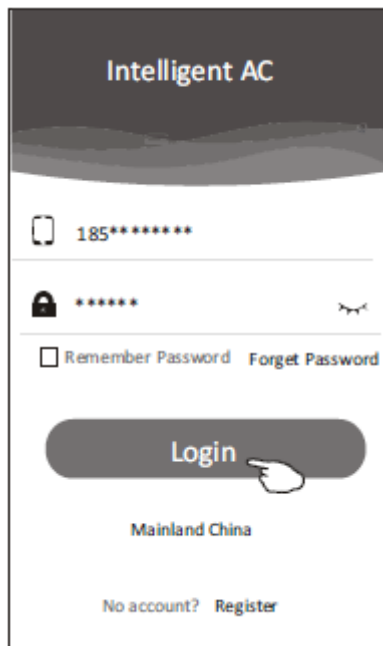 Intelligent AC
185********
******
Remember Password Forget Password
Login
Mainland China
No account? Register